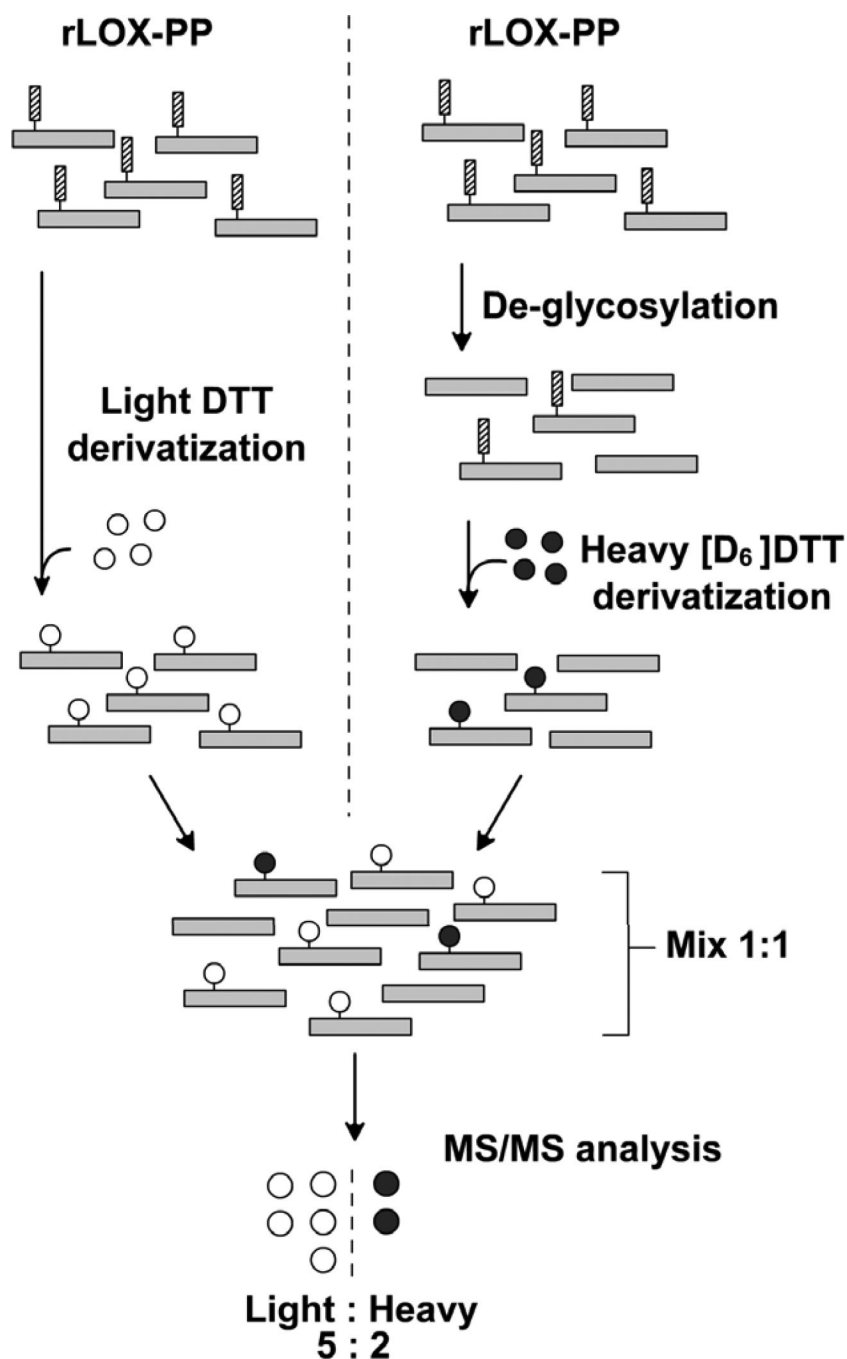 rLOX-PP
rLOX-PP
De-glycosylation
Light DTT
derivatization
Heavy [D6]DTT
derivatization
Mix 1:1
MS/MS analysis
Light : Heavy
5 : 2